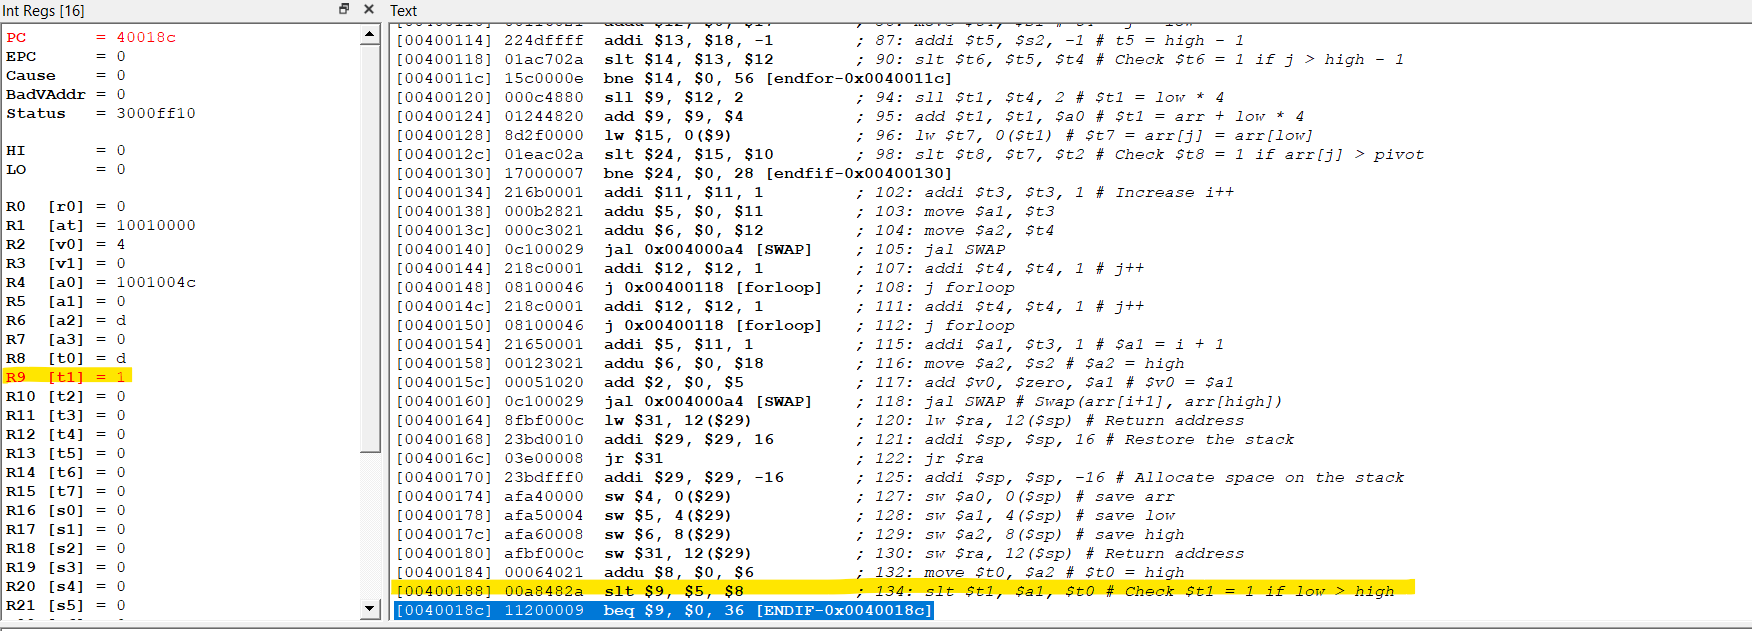 Int Regs [16]
PC = 40018c
EPC = 0
Cause = 0
BadVAddr = 0
Status = 3000ff10
HI = 0
LO = 0
R0 [r0] = 0
R1 [at] = 10010000
R2 [v0] = 4
R3 [v1] = 0
R4 [a0] = 1001004c
R5 [a1] = 0
R6 [a2] = d
R7 [a3] = 0
R8 [t0] = d
R9 [t1] = 1
R10 [t2] = 0
R11 [t3] = 0
R12 [t4] = 0
R13 [t5] = 0
R14 [t6] = 0
R15 [t7] = 0
R16 [s0] = 0
R17 [s1] = 0
R18 [s2] = 0
R19 [s3] = 0
R20 [s4] = 0
R21 [s5] = 0
Text
[00400114] 224dffff addi $13, $18, -1 ; 87: addi $t5, $s2, -1 # t5 = high - 1
[00400118] 01ac702a slt $14, $13, $12 ; 90: slt $t6, $t5, $t4 # Check $t6 = 1 if j > high - 1
[0040011c] 15c0000e bne $14, $0, 56 [endfor-0x0040011c]
[00400120] 000c4880 sll $9, $12, 2 ; 94: sll $t1, $t4, 2 # $t1 = low * 4
[00400124] 01244820 add $9, $9, $4 ; 95: add $t1, $t1, $a0 # $t1 = arr + low * 4
[00400128] 8d2f0000 lw $15, 0($9) ; 96: lw $t7, 0($t1) # $t7 = arr[j] = arr[low]
[0040012c] 01eac02a slt $24, $15, $10 ; 98: slt $t8, $t7, $t2 # Check $t8 = 1 if arr[j] > pivot
[00400130] 17000007 bne $24, $0, 28 [endfif-0x00400130]
[00400134] 216b0001 addi $11, $11, 1 ; 102: addi $t3, $t3, 1 # Increase i++
[00400138] 000b2821 addu $5, $0, $11 ; 103: move $a1, $t3
[0040013c] 000c3021 addu $6, $0, $12 ; 104: move $a2, $t4
[00400140] 0c100029 jal 0x004000a4 [SWAP] ; 105: jal SWAP
[00400144] 218c0001 addi $12, $12, 1 ; 107: addi $t4, $t4, 1 # j++
[00400148] 08100046 j 0x00400118 [forloop] ; 108: j forloop
[0040014c] 218c0001 addi $12, $12, 1 ; 111: addi $t4, $t4, 1 # j++
[00400150] 08100046 j 0x00400118 [forloop] ; 112: j forloop
[00400154] 21650001 addi $5, $11, 1 ; 115: addi $a1, $t3, 1 # $a1 = i + 1
[00400158] 00123021 addu $6, $0, $18 ; 116: move $a2, $s2 # $a2 = high
[0040015c] 00051020 add $2, $0, $5 ; 117: add $v0, $zero, $a1 # $v0 = $a1
[00400160] 0c100029 jal 0x004000a4 [SWAP] ; 118: jal SWAP # Swap(arr[i+1], arr[high])
[00400164] 8fbf000c lw $31, 12($29) ; 120: lw $ra, 12($sp) # Return address
[00400168] 23bd0010 addi $29, $29, 16 ; 121: addi $sp, $sp, 16 # Restore the stack
[0040016c] 03e00008 jr $31 ; 122: jr $ra
[00400170] 23bdfff0 addi $29, $29, -16 ; 125: addi $sp, $sp, -16 # Allocate space on the stack
[00400174] afa40000 sw $4, 0($29) ; 127: sw $a0, 0($sp) # save arr
[00400178] afa50004 sw $5, 4($29) ; 128: sw $a1, 4($sp) # save low
[0040017c] afa60008 sw $6, 8($29) ; 129: sw $a2, 8($sp) # save high
[00400180] afbf000c sw $31, 12($29) ; 130: sw $ra, 12($sp) # Return address
[00400184] 00064021 addu $8, $0, $6 ; 132: move $t0, $a2 # $t0 = high
[00400188] 00a8482a slt $9, $5, $8 ; 134: slt $t1, $a1, $t0 # Check $t1 = 1 if low > high
[0040018c] 11200009 beq $9, $0, 36 [ENDIF-0x0040018c]